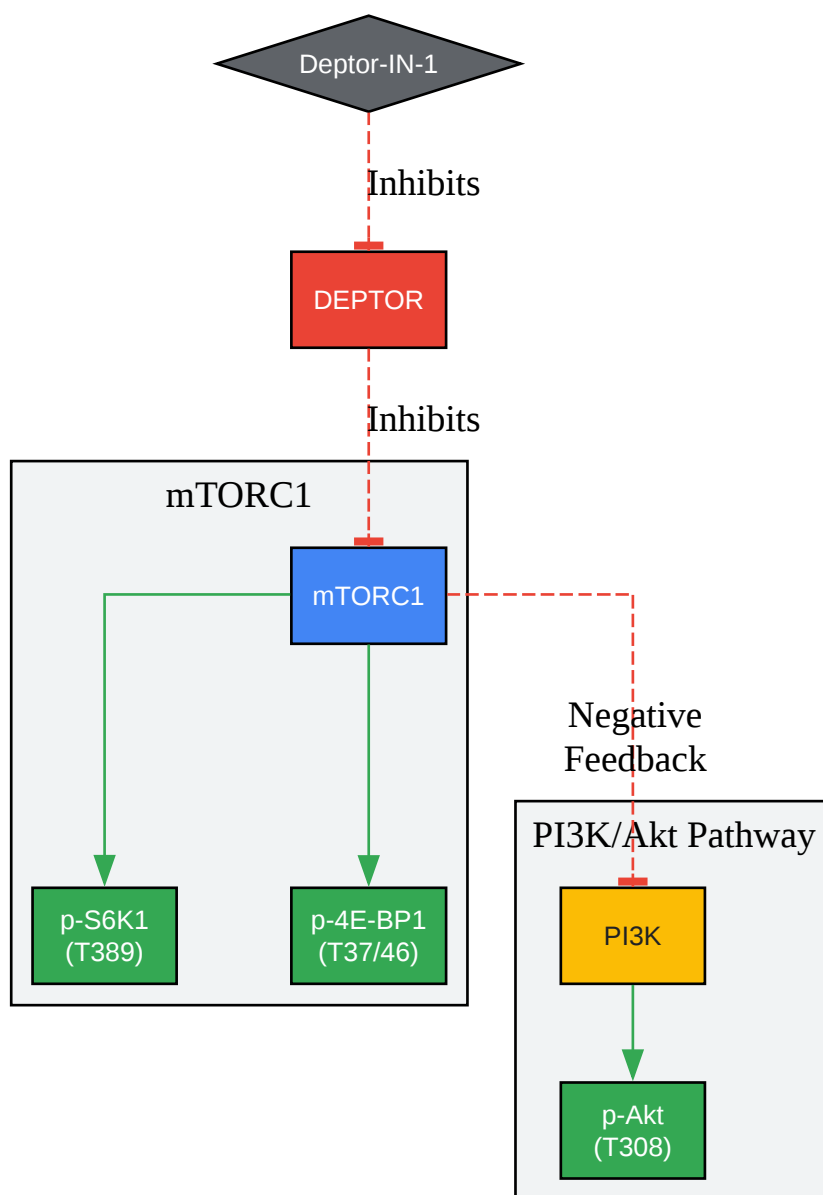 Deptor-IN-1
Inhibits
DEPTOR
Inhibits
mTORC1
mTORC1
Negative
Feedback
PI3K/Akt Pathway
p-S6K1
(T389)
p-4E-BP1
(T37/46)
PI3K
p-Akt
(T308)